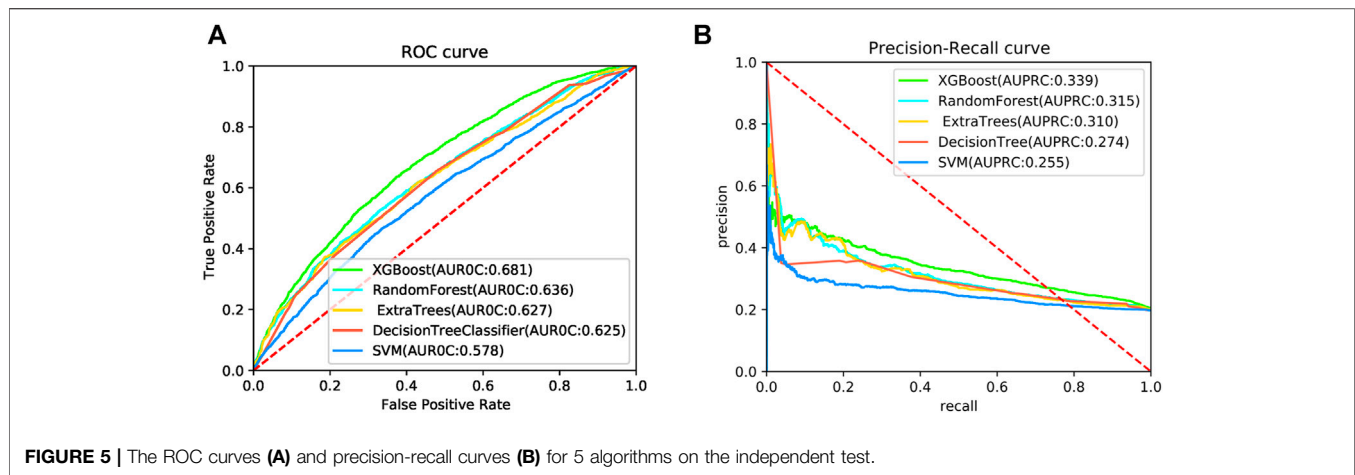 A
ROC curve
1.0
0.8
0.6
0.4
0.2
0.0
True Positive Rate
XGBoost(AUR0C:0.681)
RandomForest(AUR0C:0.636)
ExtraTrees(AUR0C:0.627)
DecisionTreeClassifier(AUR0C:0.625)
SVM(AUR0C:0.578)
0.0 0.2 0.4 0.6 0.8 1.0
False Positive Rate
B
Precision-Recall curve
1.0
0.8
0.6
0.4
0.2
0.0
precision
XGBoost(AUPRC:0.339)
RandomForest(AUPRC:0.315)
ExtraTrees(AUPRC:0.310)
DecisionTree(AUPRC:0.274)
SVM(AUPRC:0.255)
0.0 0.2 0.4 0.6 0.8 1.0
recall
FIGURE 5 | The ROC curves (A) and precision-recall curves (B) for 5 algorithms on the independent test.